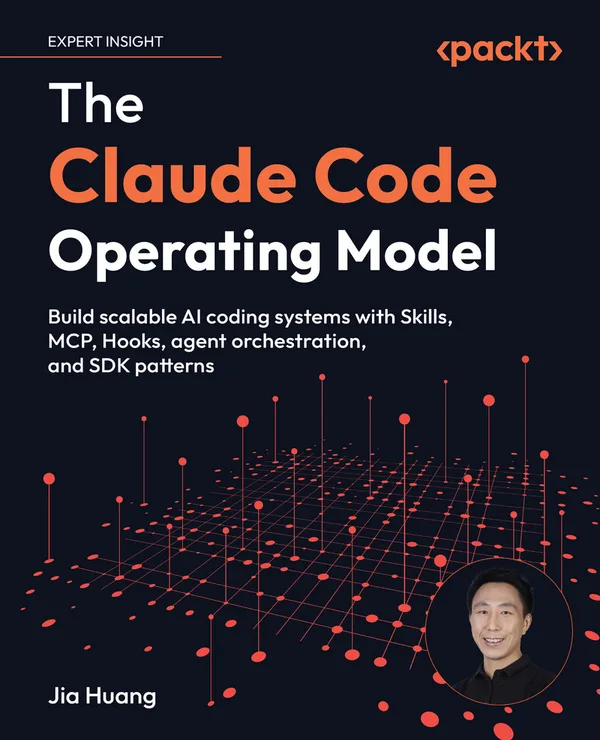 EXPERT INSIGHT
<packt>
The
Claude Code
Operating Model
Build scalable AI coding systems with Skills,
MCP, Hooks, agent orchestration,
and SDK patterns
Jia Huang